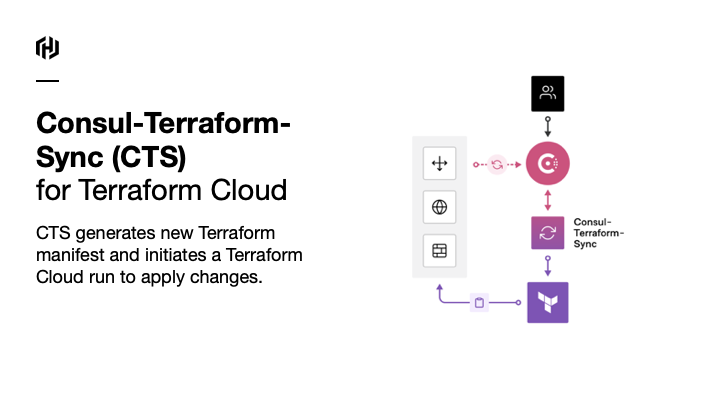 Consul-Terraform-
Sync (CTS)
for Terraform Cloud
CTS generates new Terraform
manifest and initiates a Terraform
Cloud run to apply changes.
Consul-
Terraform-
Sync